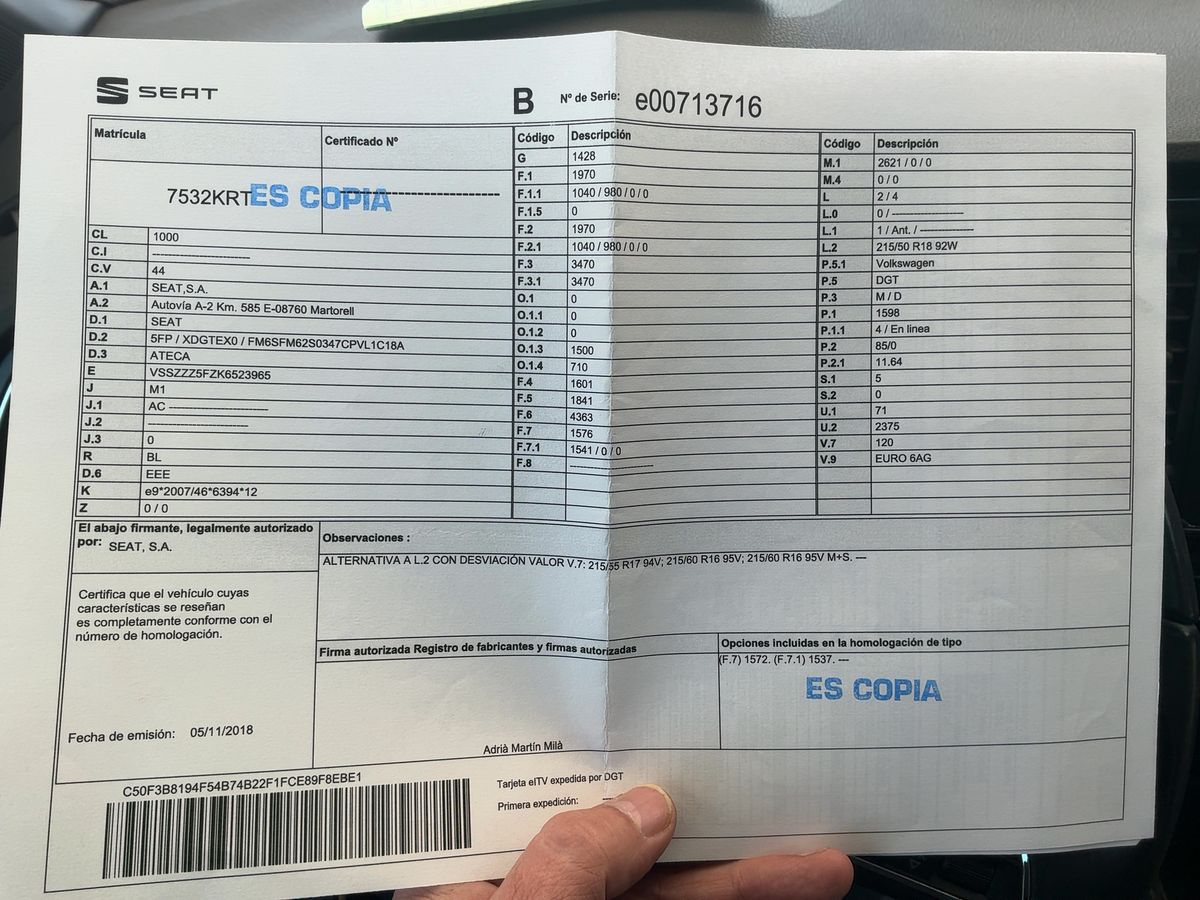 SEAT
B Nº de Serie: e00713716
Matrícula
Certificado Nº
7532KRT
ES COPIA
--------------------------
CL 1000
C.I --------------------------
C.V 44
A.1 SEAT,S.A.
A.2 Autovía A-2 Km. 585 E-08760 Martorell
D.1 SEAT
D.2 5FP / XDGTEX0 / FM6SFM62S0347CPVL1C18A
D.3 ATECA
E VSSZZZ5FZK6523965
J M1
J.1 AC --------------------------
J.2 --------------------------
J.3 0
R BL
D.6 EEE
K e9*2007/46*6394*12
Z 0 / 0
Código Descripción
G 1428
F.1 1970
F.1.1 1040 / 980 / 0 / 0
F.1.5 0
F.2 1970
F.2.1 1040 / 980 / 0 / 0
F.3 3470
F.3.1 3470
O.1 0
O.1.1 0
O.1.2 0
O.1.3 1500
O.1.4 710
F.4 1601
F.5 1841
F.6 4363
F.7 1576
F.7.1 1541 / 0 / 0
F.8 ----------------------
Código Descripción
M.1 2621 / 0 / 0
M.4 0 / 0
L 2 / 4
L.0 0 / -------------------
L.1 1 / Ant. / --------------
L.2 215/50 R18 92W
P.5.1 Volkswagen
P.5 DGT
P.3 M / D
P.1 1598
P.1.1 4 / En linea
P.2 85/0
P.2.1 11.64
S.1 5
S.2 0
U.1 71
U.2 2375
V.7 120
V.9 EURO 6AG
El abajo firmante, legalmente autorizado
por: SEAT, S.A.
Certifica que el vehículo cuyas
características se reseñan
es completamente conforme con el
número de homologación.
Fecha de emisión: 05/11/2018
Observaciones :
ALTERNATIVA A L.2 CON DESVIACIÓN VALOR V.7: 215/55 R17 94V; 215/60 R16 95V; 215/60 R16 95V M+S. ---
Firma autorizada Registro de fabricantes y firmas autorizadas
Adrià Martín Milà
Opciones incluidas en la homologación de tipo
(F.7) 1572. (F.7.1) 1537. ---
ES COPIA
C50F3B8194F54B74B22F1FCE89F8EBE1
Tarjeta eITV expedida por DGT
Primera expedición: